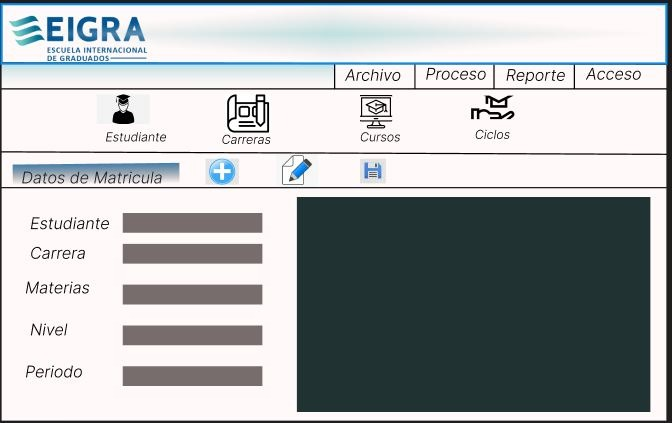 EIGRA
ESCUELA INTERNACIONAL
DE GRADUADOS
Archivo Proceso Reporte Acceso
Estudiante Carreras Cursos Ciclos
Datos de Matricula
Estudiante
Carrera
Materias
Nivel
Periodo